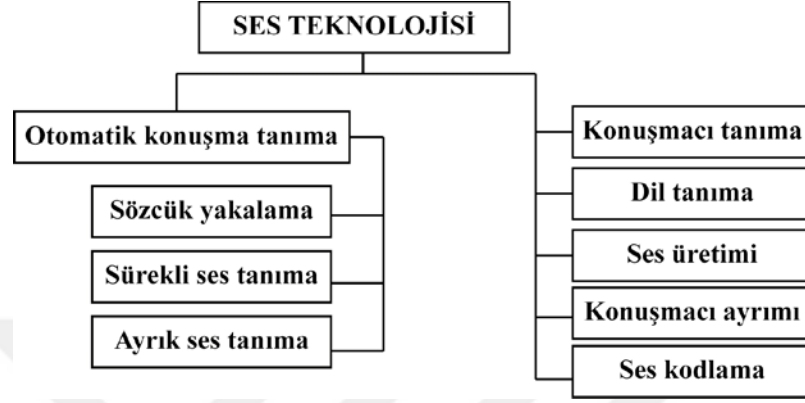 SES TEKNOLOJİSİ
Otomatik konuşma tanıma
Sözcük yakalama
Sürekli ses tanıma
Ayrık ses tanıma
Konuşmacı tanıma
Dil tanıma
Ses üretimi
Konuşmacı ayrımı
Ses kodlama